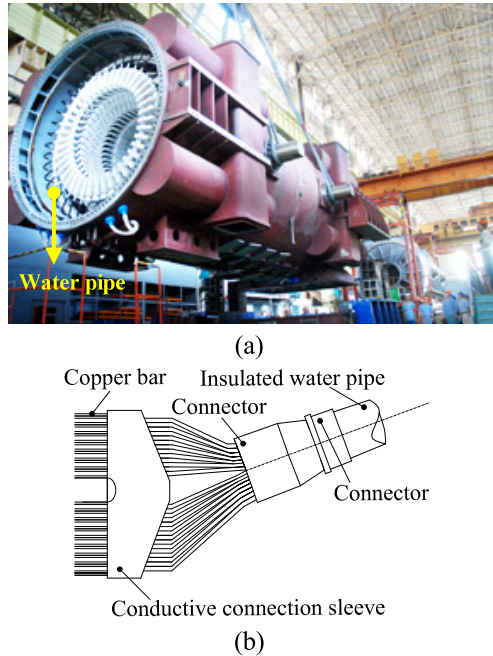 Water pipe
(a)
Copper bar
Insulated water pipe
Connector
Connector
Conductive connection sleeve
(b)